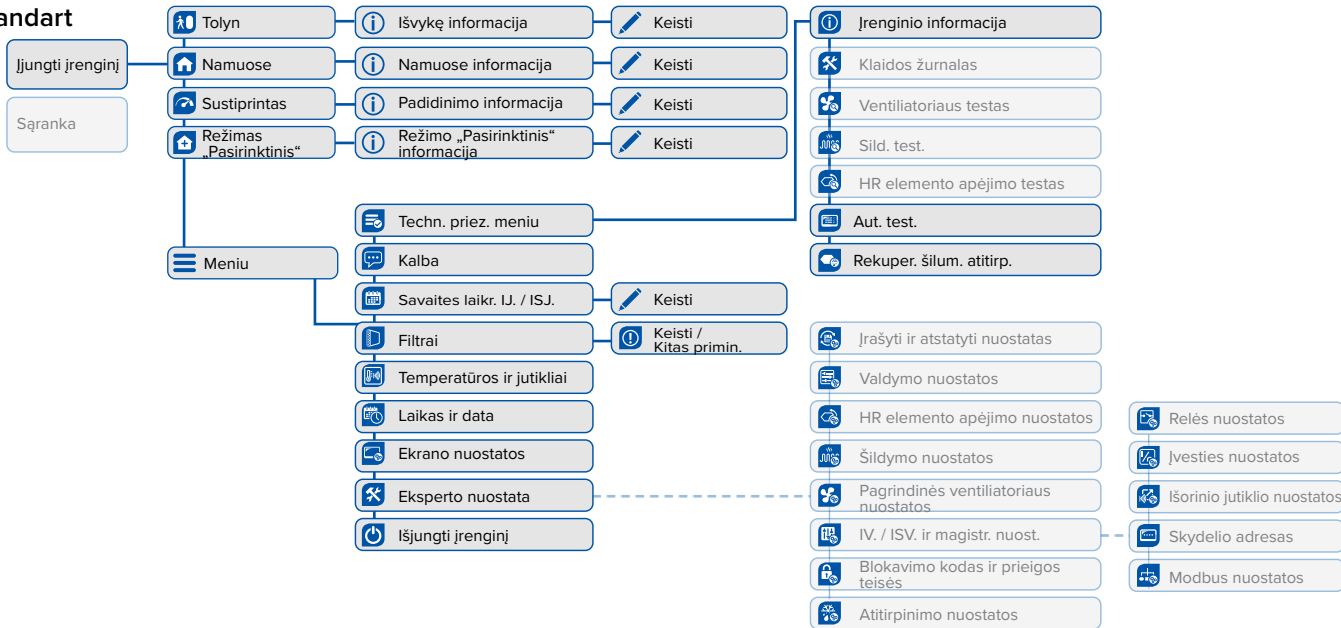 andart
Įjungti įrenginį
Sąranka
Tolyn
Išvykę informacija
Keisti
Namuose
Namuose informacija
Keisti
Sustiprintas
Padidinimo informacija
Keisti
Režimas
„Pasirinktinis“
Režimo „Pasirinktinis“
informacija
Keisti
Meniu
Techn. priez. meniu
Kalba
Savaites laikr. IJ. / ISJ.
Keisti
Filtrai
Keisti /
Kitas primin.
Temperatūros ir jutikliai
Laikas ir data
Ekrano nuostatos
Eksperto nuostata
Išjungti įrenginį
Įrenginio informacija
Klaidos žurnalas
Ventiliatoriaus testas
Sild. test.
HR elemento apėjimo testas
Aut. test.
Rekuper. šilum. atitirp.
Įrašyti ir atstatyti nuostatas
Valdymo nuostatos
HR elemento apėjimo nuostatos
Šildymo nuostatos
Pagrindinės ventiliatoriaus
nuostatos
IV. / ISV. ir magistr. nuost.
Blokavimo kodas ir prieigos
teisės
Atitirpinimo nuostatos
Relės nuostatos
Įvesties nuostatos
Išorinio jutiklio nuostatos
Skydelio adresas
Modbus nuostatos